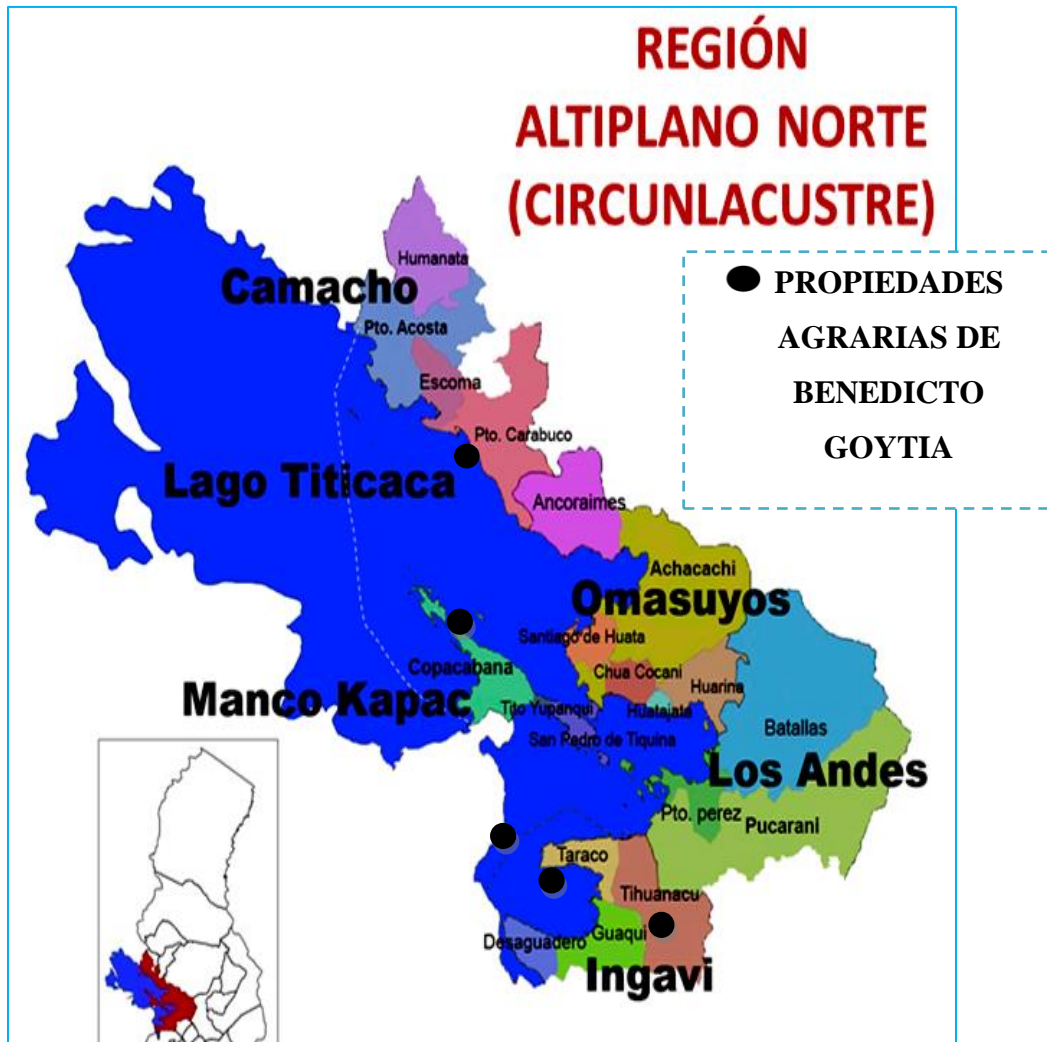 REGIÓN
ALTIPLANO NORTE
(CIRCUNLACUSTRE)
PROPIEDADES
AGRARIAS DE
BENEDICTO
GOYTIA
Humanata
Camacho
Pto. Acosta
Escoma
Pto. Carabuco
Lago Titicaca
Ancoraimes
Achacachi
Omasuyos
Santiago de Huata
Copacabana
Chua Cocani
Huarina
Manco Kapac
Tito Yupanqui
Huatajata
San Pedro de Tiquina
Batallas
Los Andes
Pto. perez
Pucarani
Taraco
Tihuanacu
Guaqui
Desaguadero
Ingavi